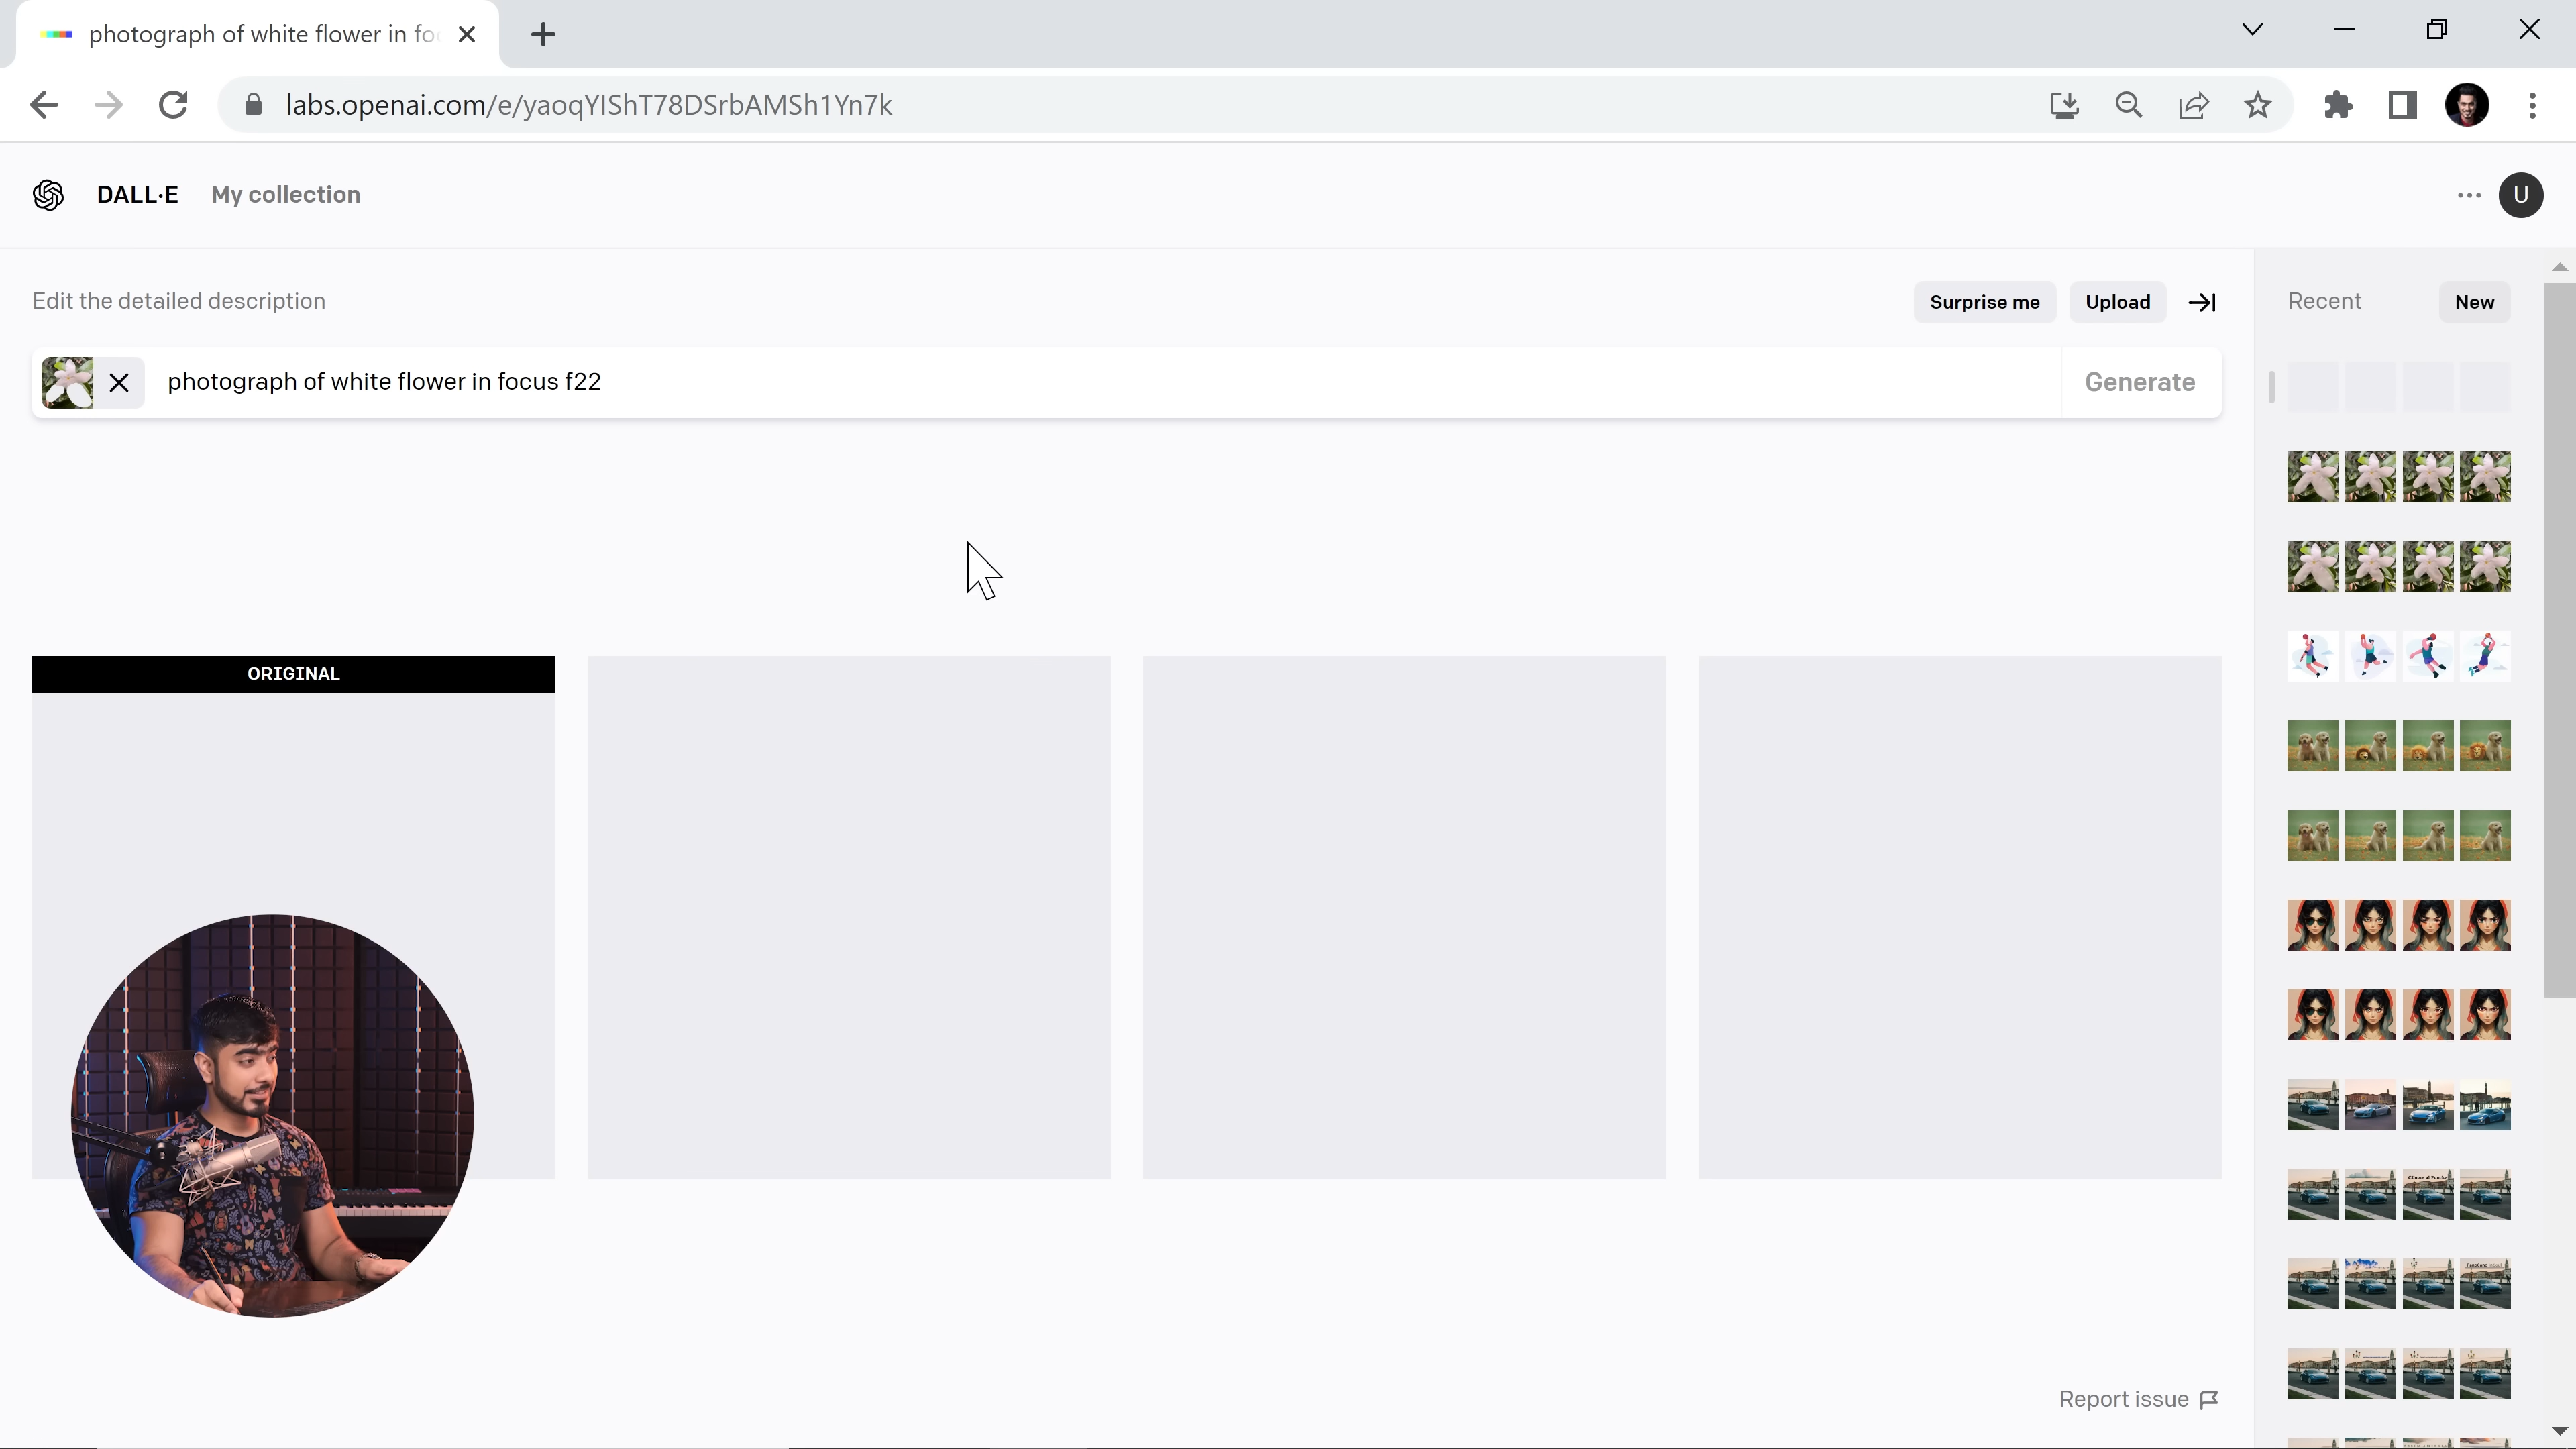 photograph of white flower in fo
labs.openai.com/e/yaoqYIShT78DSrbAMSh1Yn7k
DALL·E My collection
U
Edit the detailed description
Surprise me
Upload
Recent
New
photograph of white flower in focus f22
Generate
ORIGINAL
Report issue